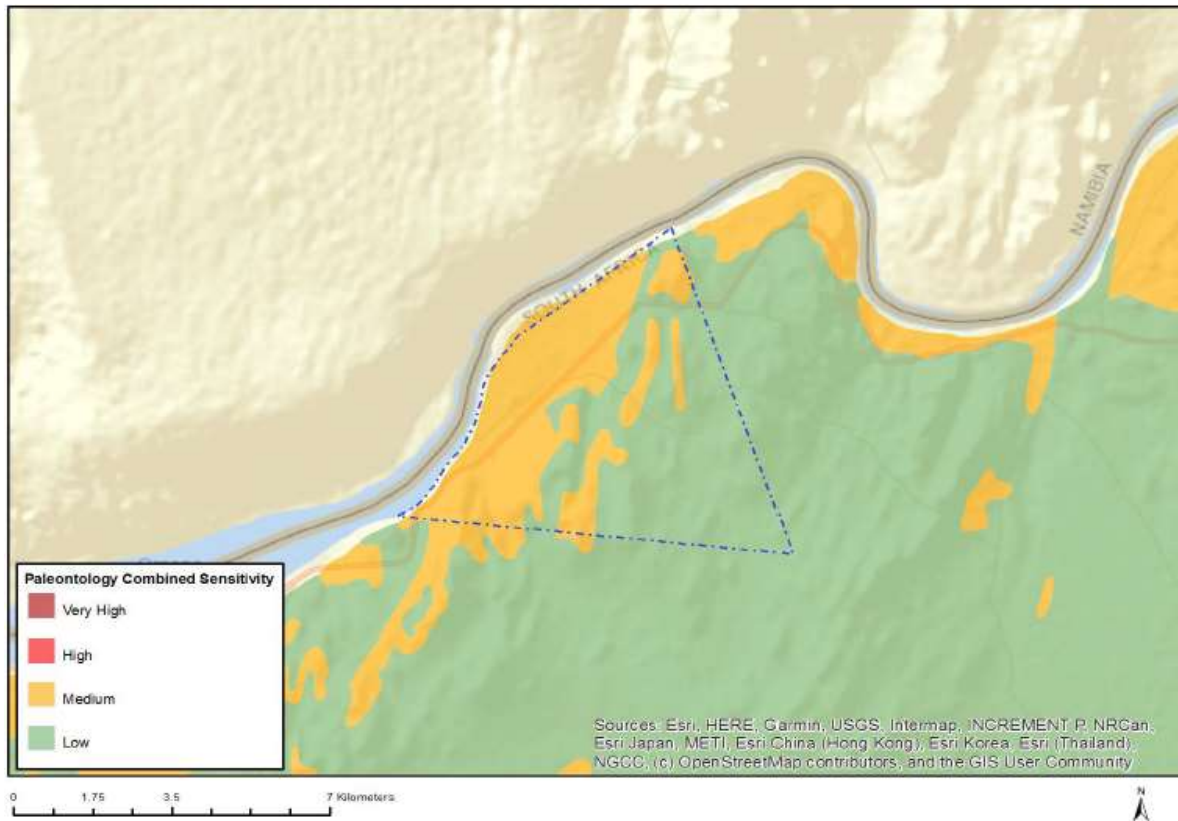 NAMIBIA
SOUTH AFRICA
Paleontology Combined Sensitivity
Very High
High
Medium
Low
Sources: Esri, HERE, Garmin, USGS, Intermap, INCREMENT P, NRCan,
Esri Japan, METI, Esri China (Hong Kong), Esri Korea, Esri (Thailand),
NGCC, (c) OpenStreetMap contributors, and the GIS User Community
0 1.75 3.5 7 Kilometers
N